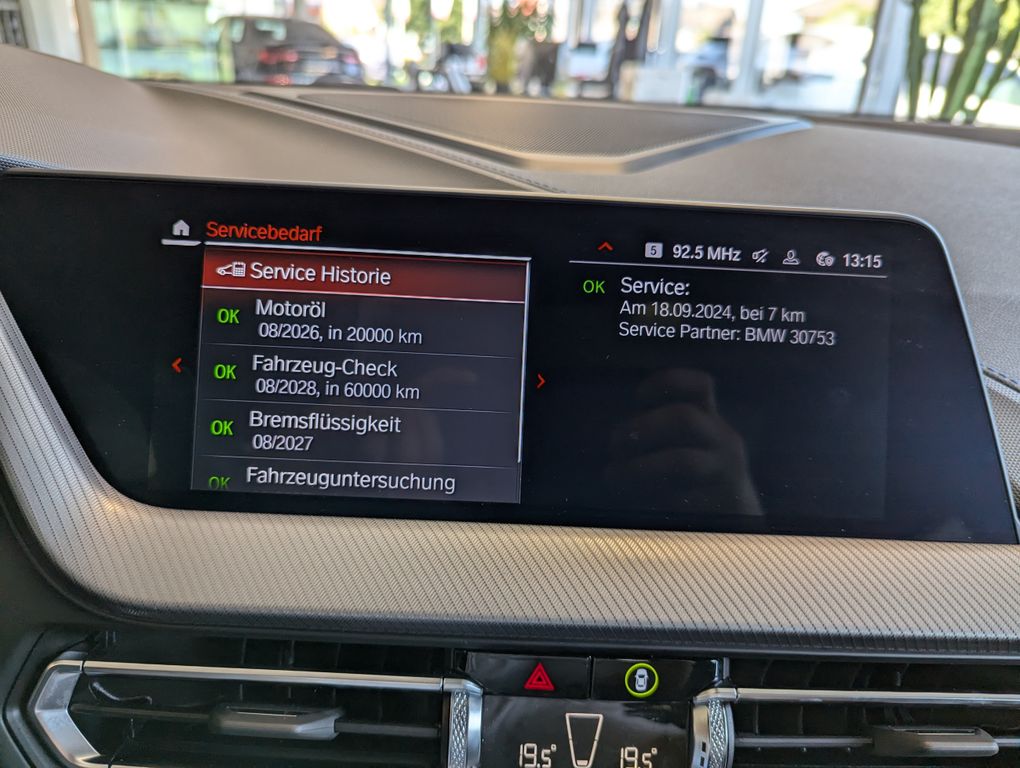 Servicebedarf
5 92.5 MHz 13:15
Service Historie
OK Motoröl
08/2026, in 20000 km
OK Fahrzeug-Check
08/2028, in 60000 km
OK Bremsflüssigkeit
08/2027
OK Fahrzeuguntersuchung
OK Service:
Am 18.09.2024, bei 7 km
Service Partner: BMW 30753
19.5° 19.5°